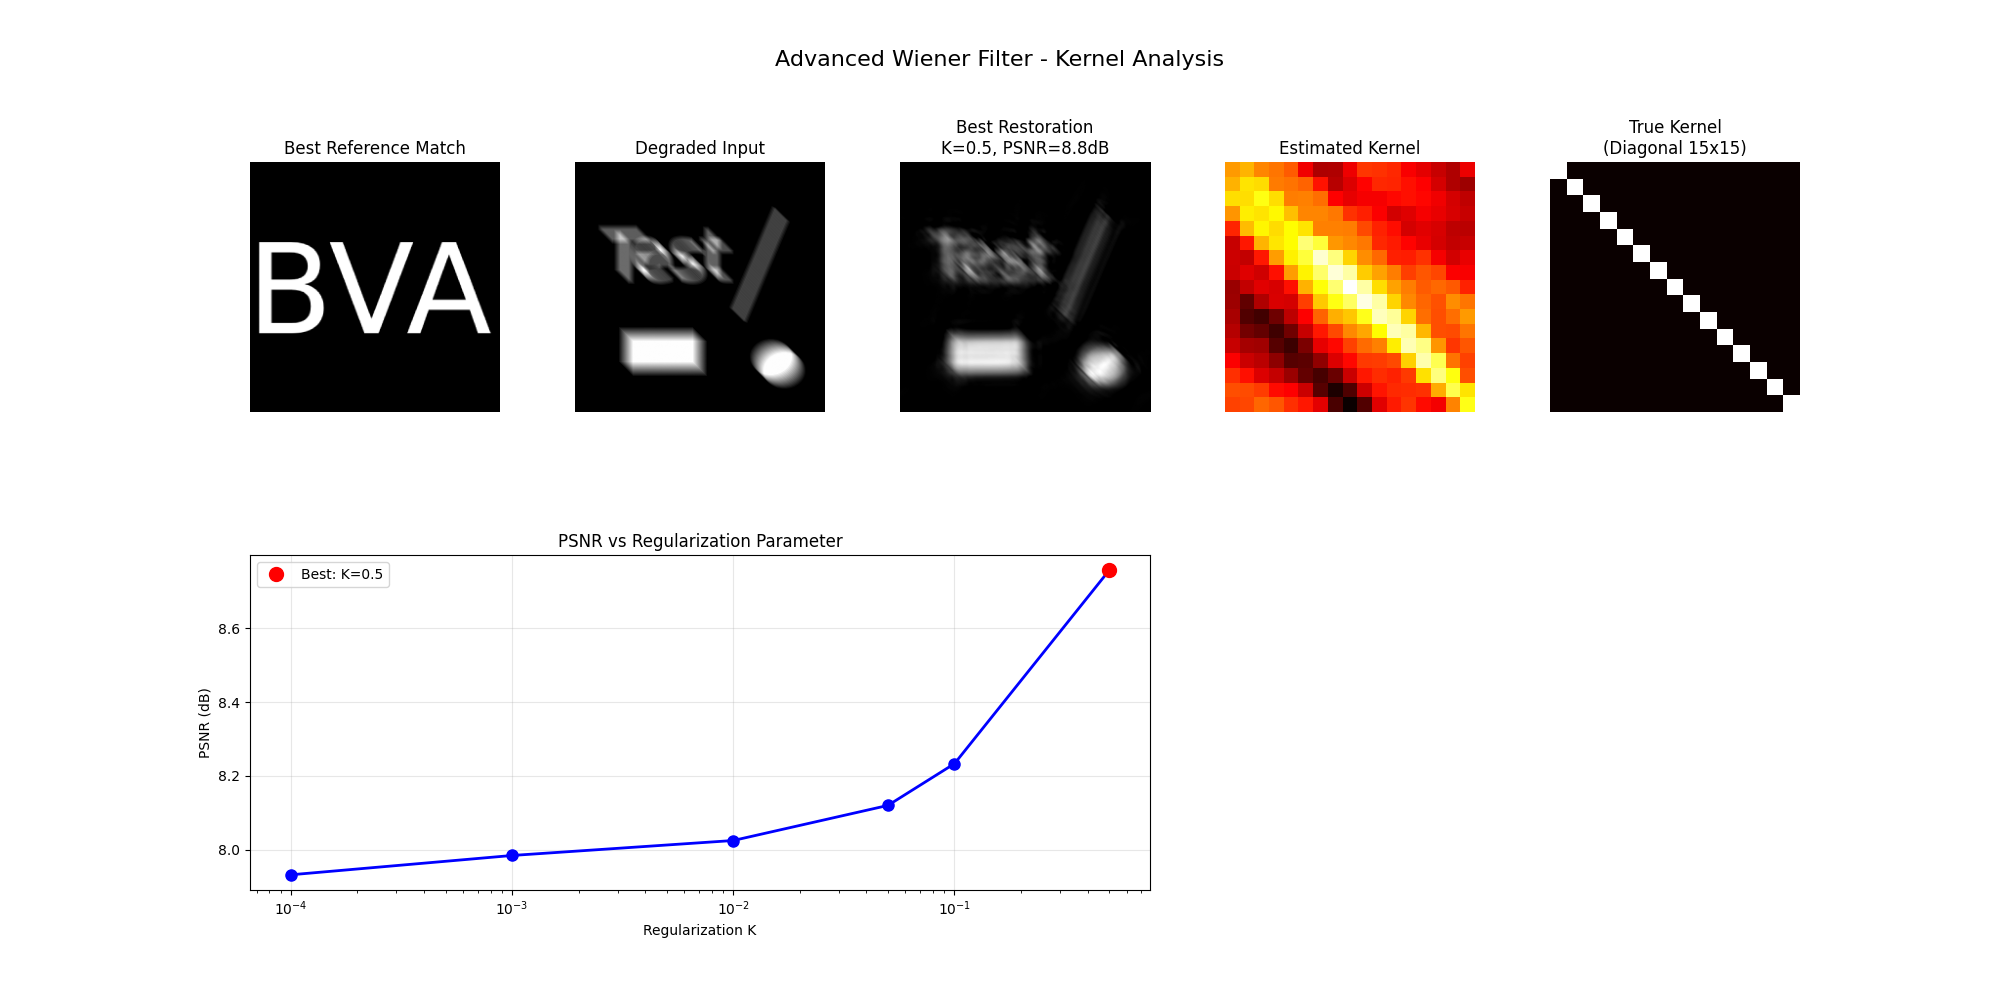 Advanced Wiener Filter - Kernel Analysis
Best Reference Match
Degraded Input
Best Restoration
K=0.5, PSNR=8.8dB
Estimated Kernel
True Kernel
(Diagonal 15x15)
BVA
Test
Test
PSNR vs Regularization Parameter
Best: K=0.5
PSNR (dB)
8.6
8.4
8.2
8.0
10⁻⁴
10⁻³
10⁻²
10⁻¹
Regularization K